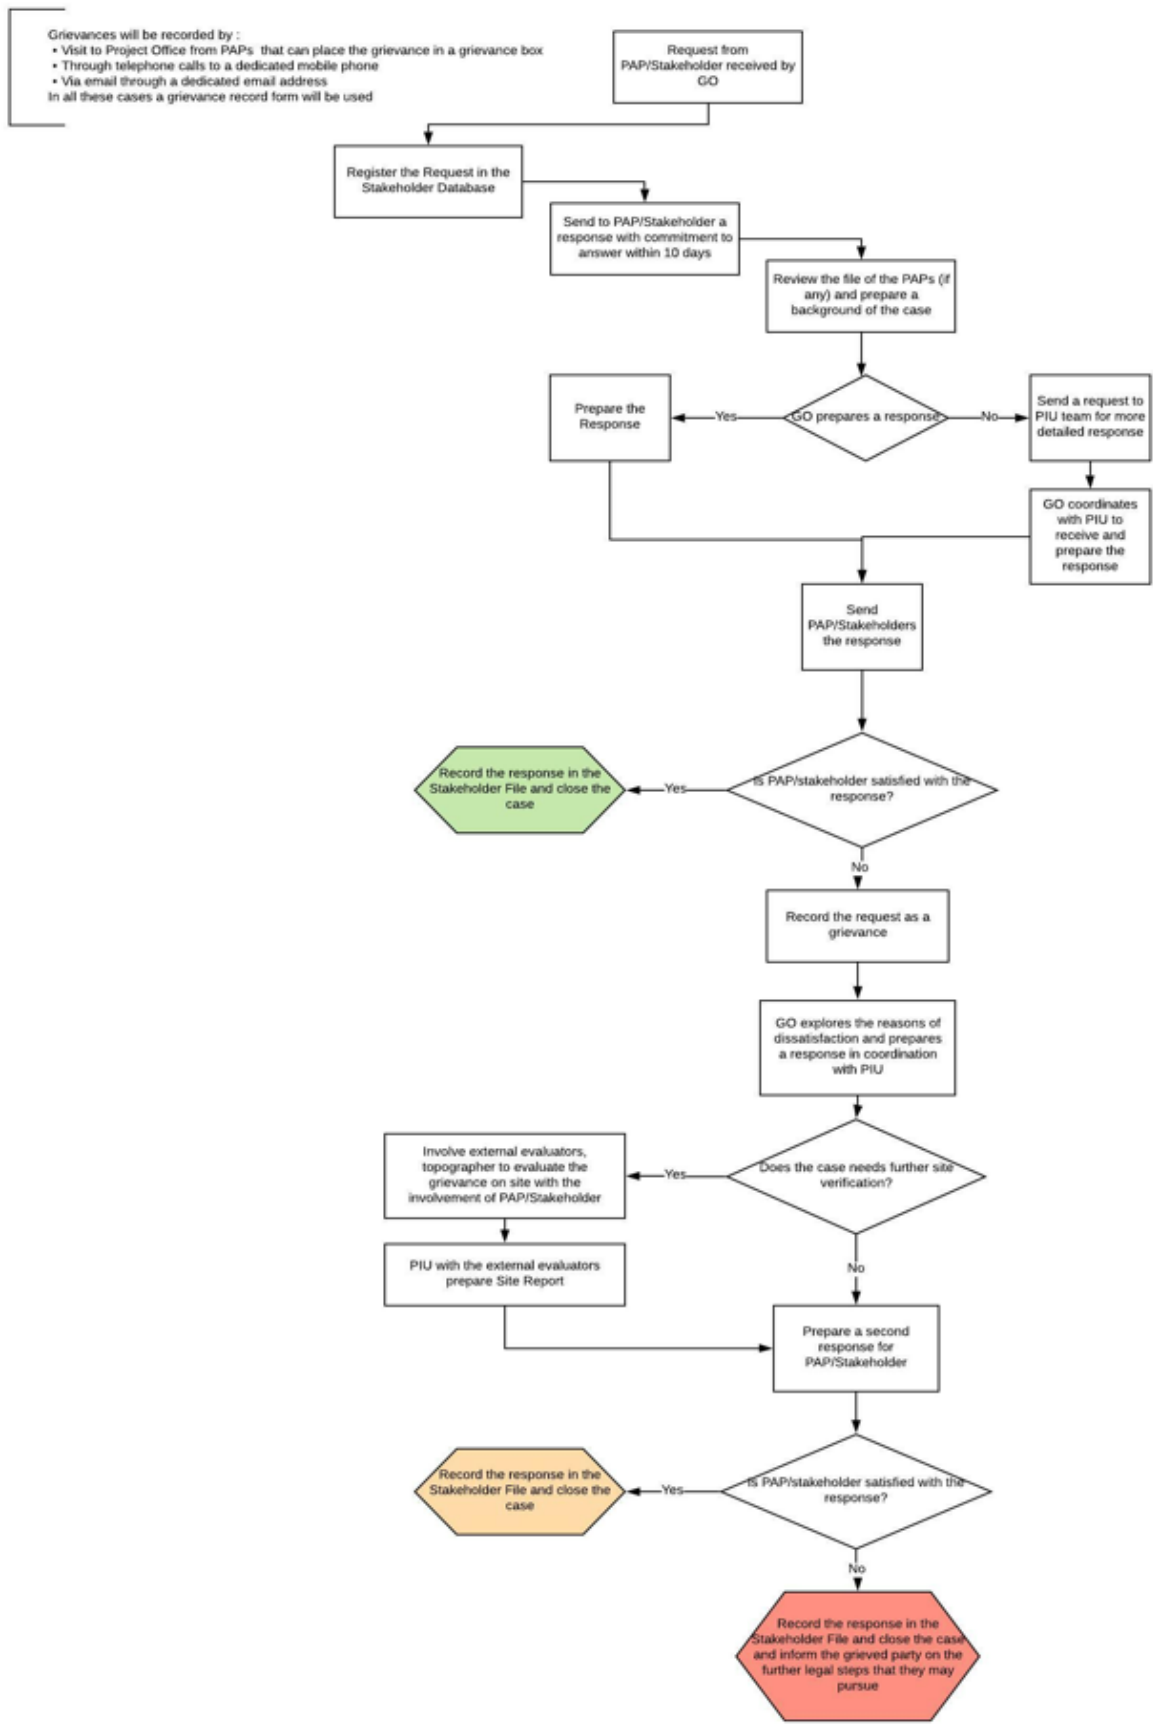 Grievances will be recorded by :
• Visit to Project Office from PAPs that can place the grievance in a grievance box
• Through telephone calls to a dedicated mobile phone
• Via email through a dedicated email address
In all these cases a grievance record form will be used
Request from
PAP/Stakeholder received by
GO
Register the Request in the
Stakeholder Database
Send to PAP/Stakeholder a
response with commitment to
answer within 10 days
Review the file of the PAPs (if
any) and prepare a
background of the case
Prepare the
Response
Yes
GO prepares a response
No
Send a request to
PIU team for more
detailed response
GO coordinates
with PIU to
receive and
prepare the
response
Send
PAP/Stakeholders
the response
Record the response in the
Stakeholder File and close the
case
Yes
Is PAP/stakeholder satisfied with the
response?
No
Record the request as a
grievance
GO explores the reasons of
dissatisfaction and prepares
a response in coordination
with PIU
Involve external evaluators,
topographer to evaluate the
grievance on site with the
involvement of PAP/Stakeholder
Yes
Does the case needs further site
verification?
PIU with the external evaluators
prepare Site Report
No
Prepare a second
response for
PAP/Stakeholder
Record the response in the
Stakeholder File and close the
case
Yes
Is PAP/stakeholder satisfied with the
response?
No
Record the response in the
Stakeholder File and close the case
and inform the grieved party on the
further legal steps that they may
pursue